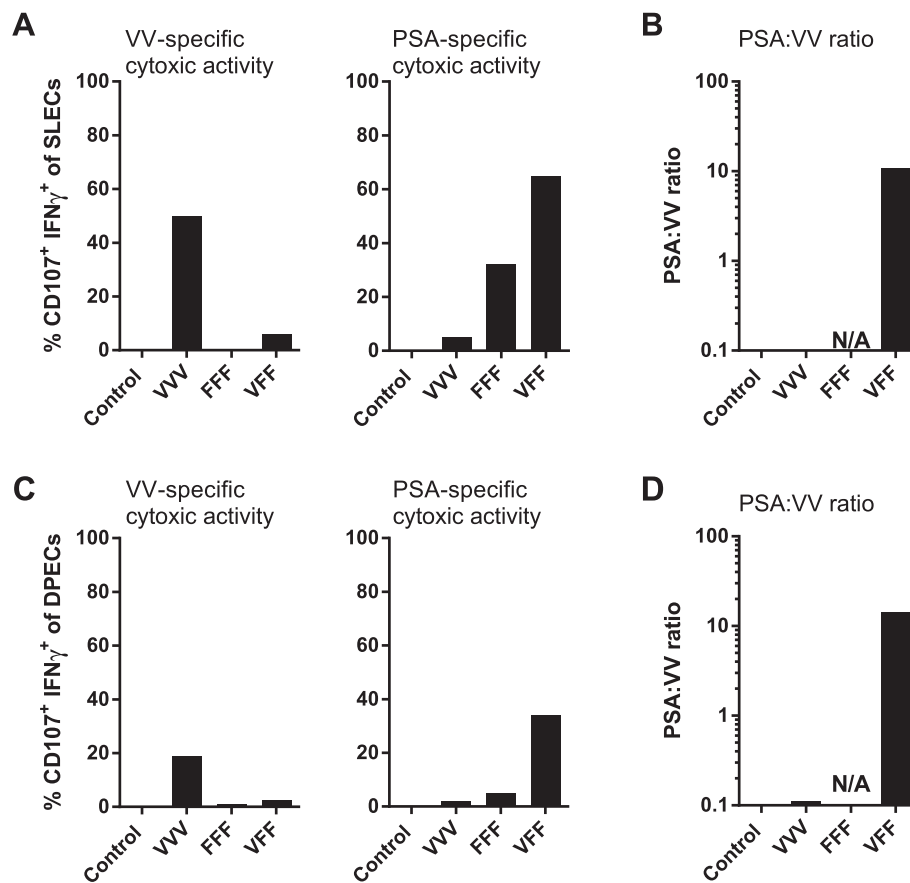 A
VV-specific
cytoxic activity
% CD107+ IFNγ+ of SLECs
100
80
60
40
20
0
Control
VVV
FFF
VFF
PSA-specific
cytoxic activity
100
80
60
40
20
0
Control
VVV
FFF
VFF
B
PSA:VV ratio
PSA:VV ratio
100
10
1
0.1
N/A
Control
VVV
FFF
VFF
C
VV-specific
cytoxic activity
% CD107+ IFNγ+ of DPECs
100
80
60
40
20
0
Control
VVV
FFF
VFF
PSA-specific
cytoxic activity
100
80
60
40
20
0
Control
VVV
FFF
VFF
D
PSA:VV ratio
PSA:VV ratio
100
10
1
0.1
N/A
Control
VVV
FFF
VFF